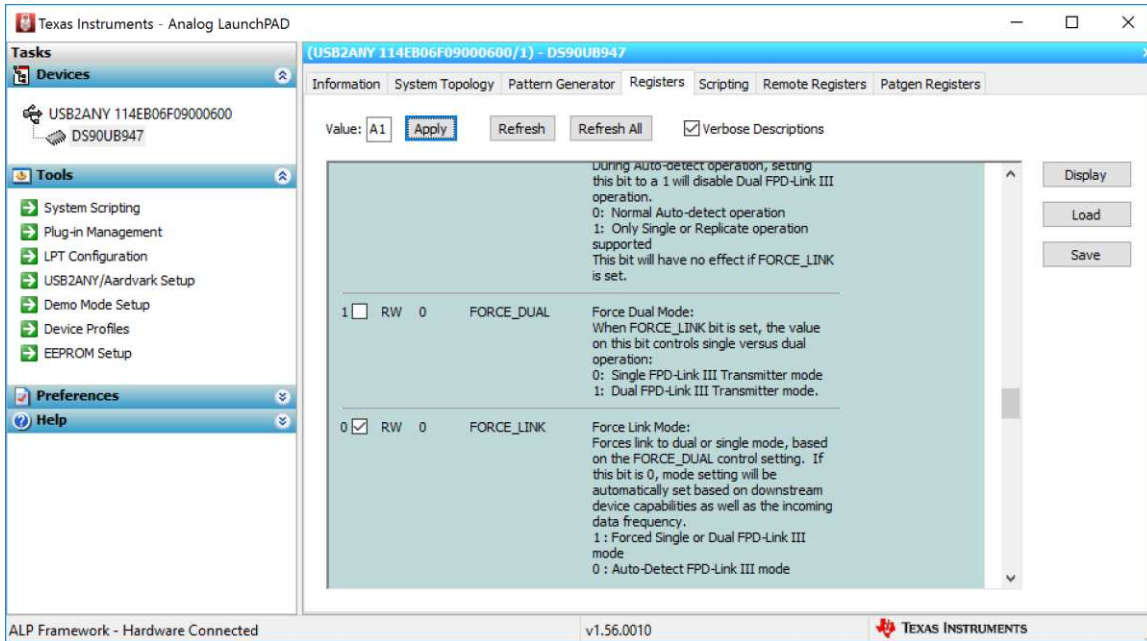 Texas Instruments - Analog LaunchPAD
Tasks
Devices
USB2ANY 114EB06F09000600
DS90UB947
Tools
System Scripting
Plug-in Management
LPT Configuration
USB2ANY/Aardvark Setup
Demo Mode Setup
Device Profiles
EEPROM Setup
Preferences
Help
(USB2ANY 114EB06F09000600/1) - DS90UB947
Information System Topology Pattern Generator Registers Scripting Remote Registers Patgen Registers
Value: A1 Apply Refresh Refresh All Verbose Descriptions
During Auto-detect operation, setting
this bit to a 1 will disable Dual FPD-Link III
operation.
0: Normal Auto-detect operation
1: Only Single or Replicate operation
supported
This bit will have no effect if FORCE_LINK
is set.
1 RW 0 FORCE_DUAL Force Dual Mode:
When FORCE_LINK bit is set, the value
on this bit controls single versus dual
operation:
0: Single FPD-Link III Transmitter mode
1: Dual FPD-Link III Transmitter mode.
0 RW 0 FORCE_LINK Force Link Mode:
Forces link to dual or single mode, based
on the FORCE_DUAL control setting. If
this bit is 0, mode setting will be
automatically set based on downstream
device capabilities as well as the incoming
data frequency.
1 : Forced Single or Dual FPD-Link III
mode
0 : Auto-Detect FPD-Link III mode
Display
Load
Save
ALP Framework - Hardware Connected v1.56.0010 TEXAS INSTRUMENTS